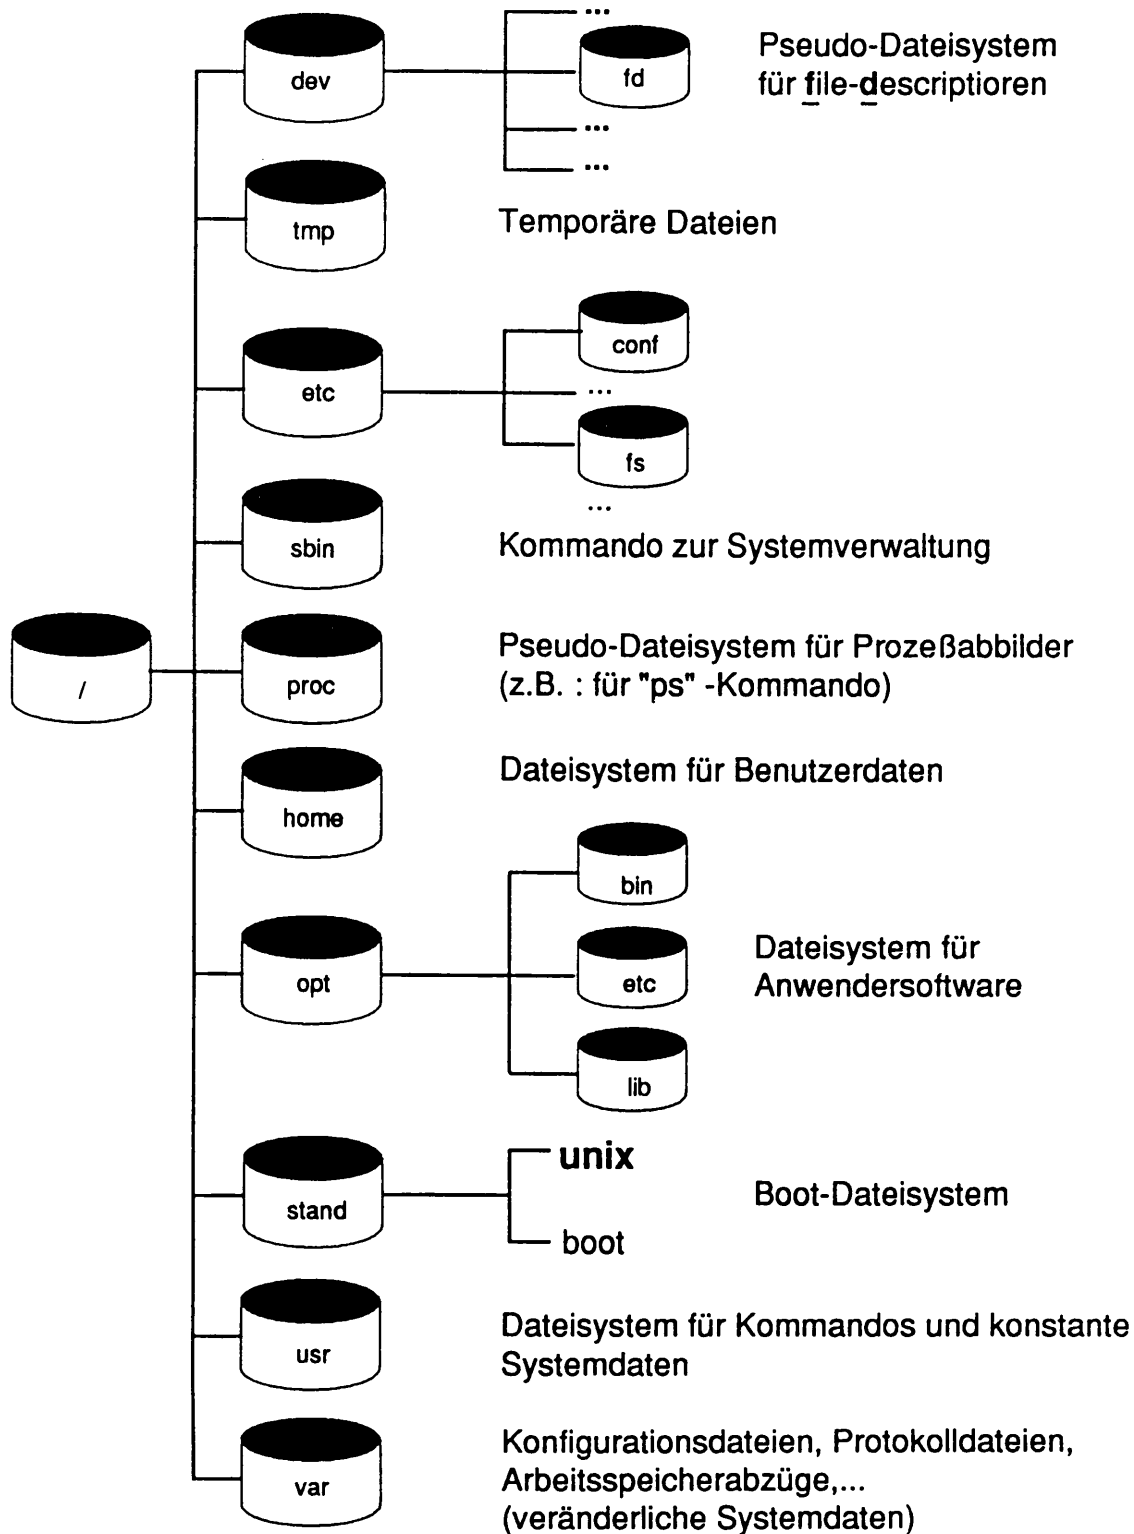 ...
dev
fd
Pseudo-Dateisystem
für file-descriptioren
...
...
tmp
Temporäre Dateien
conf
etc
...
fs
...
sbin
Kommando zur Systemverwaltung
/
proc
Pseudo-Dateisystem für Prozeßabbilder
(z.B. : für "ps" -Kommando)
home
Dateisystem für Benutzerdaten
bin
opt
etc
Dateisystem für
Anwendersoftware
lib
unix
stand
Boot-Dateisystem
boot
usr
Dateisystem für Kommandos und konstante
Systemdaten
var
Konfigurationsdateien, Protokolldateien,
Arbeitsspeicherabzüge,...
(veränderliche Systemdaten)